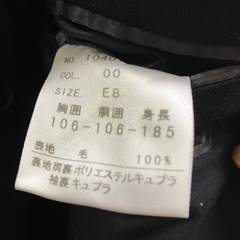 NO.
COL. 00
SIZE. E8
胸囲 胴囲 身長
106-106-185
表地 毛 100%
裏地胴裏ポリエステルキュプラ
袖裏キュプラ